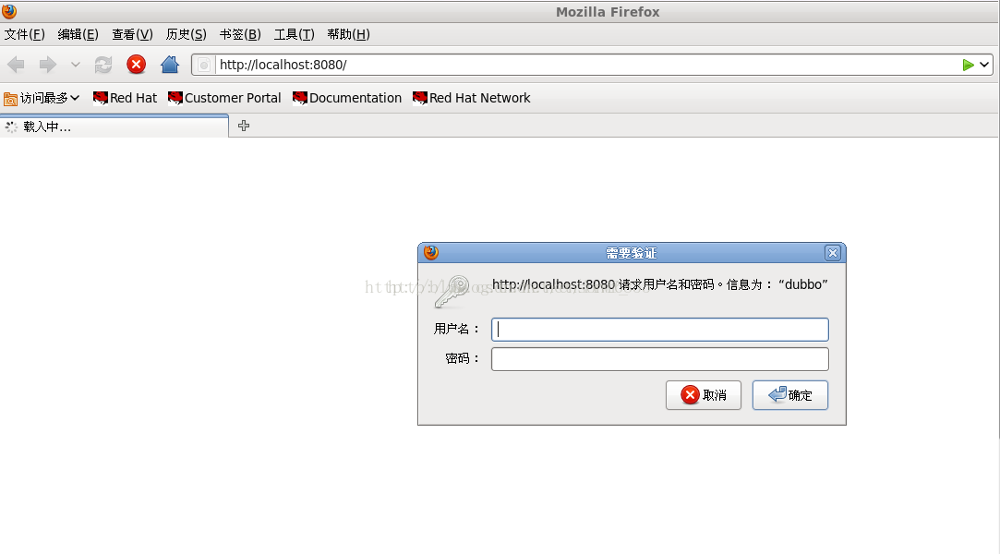 Mozilla Firefox
文件(F) 编辑(E) 查看(V) 历史(S) 书签(B) 工具(T) 帮助(H)
http://localhost:8080/
访问最多 Red Hat Customer Portal Documentation Red Hat Network
载入中...
需要验证
http://localhost:8080 请求用户名和密码。信息为：“dubbo”
用户名：
密码：
取消 确定